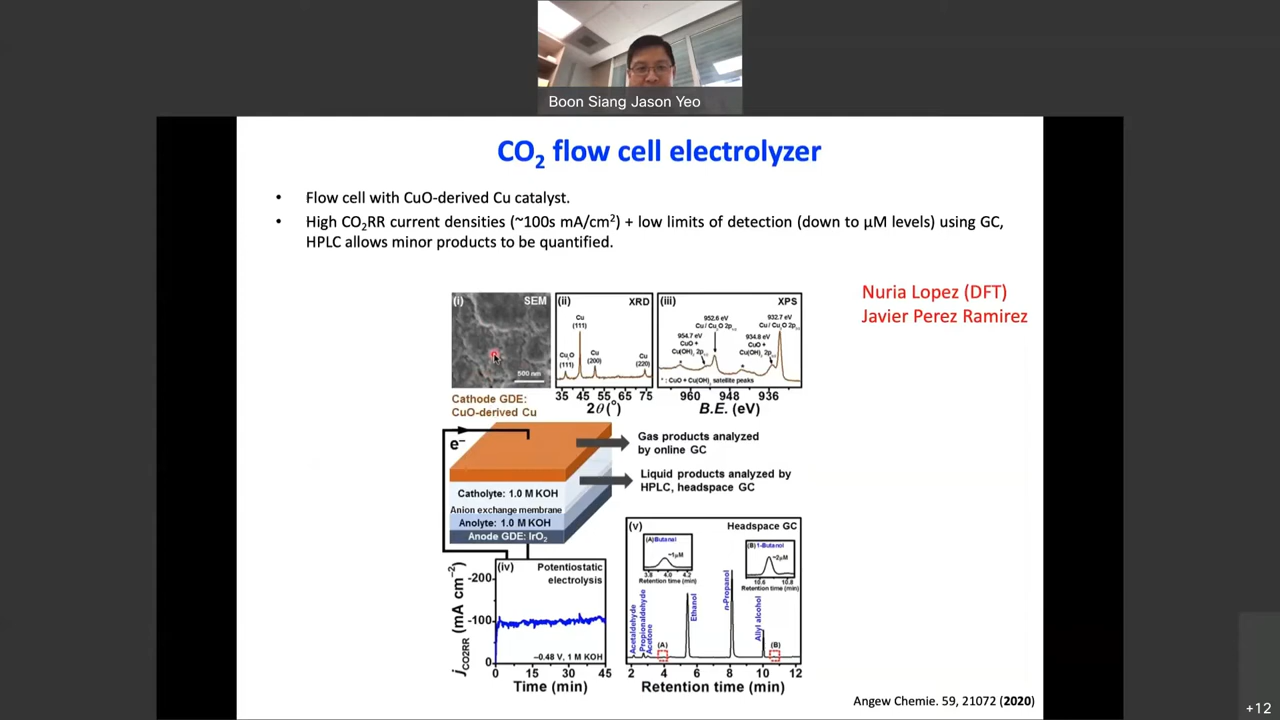 Boon Siang Jason Yeo
CO₂ flow cell electrolyzer
• Flow cell with CuO-derived Cu catalyst.
• High CO₂RR current densities (~100s mA/cm²) + low limits of detection (down to µM levels) using GC,
HPLC allows minor products to be quantified.
Nuria Lopez (DFT)
Javier Perez Ramirez
(i) SEM
500 nm
(ii) XRD
Cu
(111)
Cu₂O
(111)
Cu
(200)
Cu
(220)
35 45 55 65 75
2θ (°)
(iii) XPS
952.6 eV
Cu / Cu₂O 2p₁/₂
932.7 eV
Cu / Cu₂O 2p₃/₂
954.7 eV
CuO +
Cu(OH)₂ 2p₁/₂
934.8 eV
CuO +
Cu(OH)₂ 2p₃/₂
* : CuO + Cu(OH)₂ satellite peaks
960 948 936
B.E. (eV)
Cathode GDE:
CuO-derived Cu
e⁻
Gas products analyzed
by online GC
Liquid products analyzed by
HPLC, headspace GC
Catholyte: 1.0 M KOH
Anion exchange membrane
Analyte: 1.0 M KOH
Anode GDE: IrO₂
(iv) Potentiostatic
electrolysis
-200
-100
0
j CO2RR (mA cm⁻²)
–0.48 V, 1 M KOH
0 15 30 45
Time (min)
(v) Headspace GC
(A)Butanal
~1µM
3.8 4.0 4.2
Retention time (min)
(B)1-Butanol
~2µM
10.6 10.8
Retention time (min)
Acetaldehyde
Propionaldehyde
Acetone
(A)
Ethanol
n-Propanol
Allyl alcohol
(B)
2 4 6 8 10 12
Retention time (min)
Angew Chemie. 59, 21072 (2020)
+12